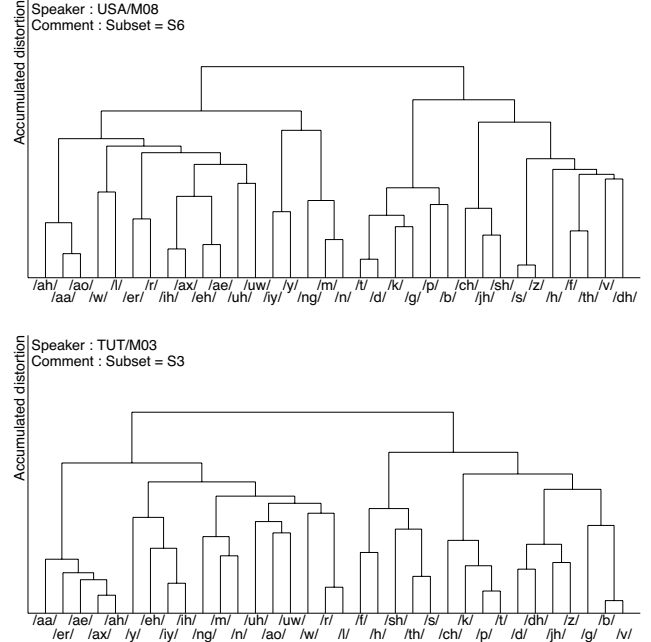 Speaker : USA/M08
Comment : Subset = S6
Accumulated distortion
/ah/ /ao/ /l/ /r/ /ax/ /ae/ /uw/ /y/ /m/ /t/ /k/ /p/ /ch/ /sh/ /z/ /f/ /v/
/aa/ /w/ /er/ /ih/ /eh/ /uh/ /iy/ /ng/ /n/ /d/ /g/ /b/ /jh/ /s/ /h/ /th/ /dh/
Speaker : TUT/M03
Comment : Subset = S3
Accumulated distortion
/aa/ /ae/ /ah/ /eh/ /ih/ /m/ /uh/ /uw/ /r/ /f/ /sh/ /s/ /k/ /t/ /dh/ /z/ /b/
/er/ /ax/ /y/ /iy/ /ng/ /n/ /ao/ /w/ /l/ /h/ /th/ /ch/ /p/ /d/ /jh/ /g/ /v/